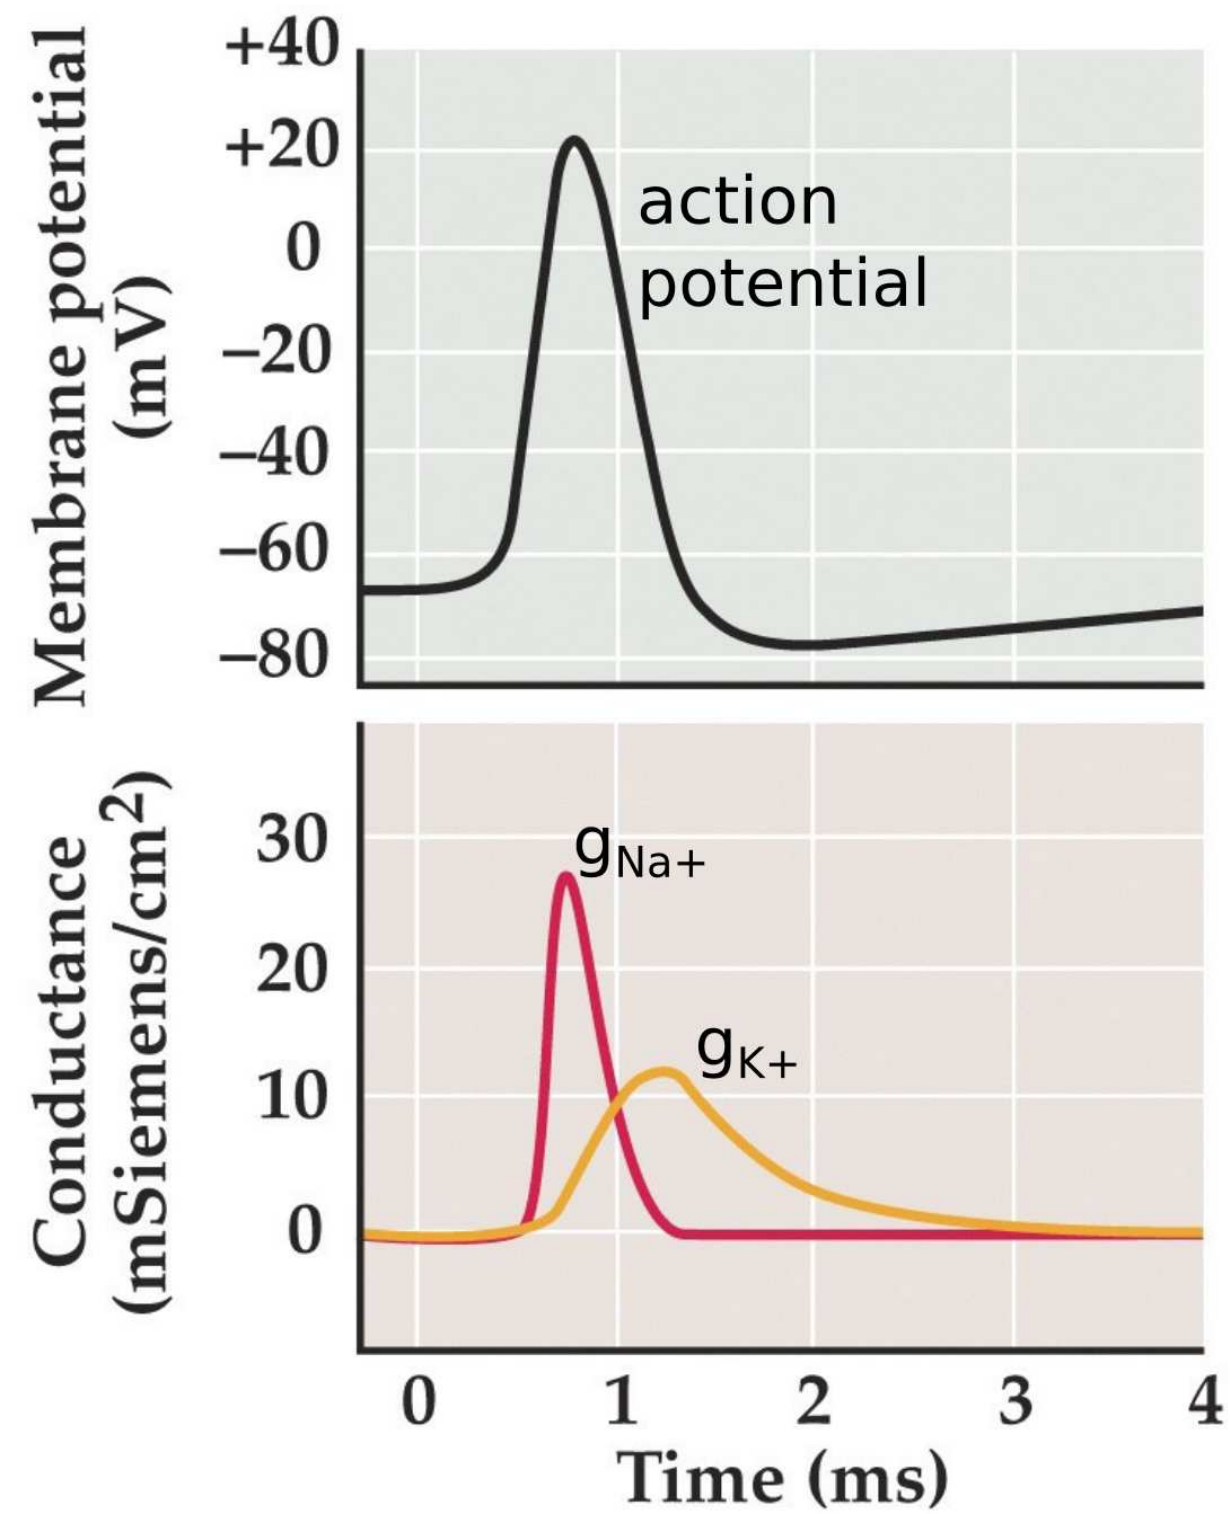 Membrane potential
(mV)
+40
+20
0
−20
−40
−60
−80
action
potential
Conductance
(mSiemens/cm²)
30
20
10
0
gNa+
gK+
0 1 2 3 4
Time (ms)